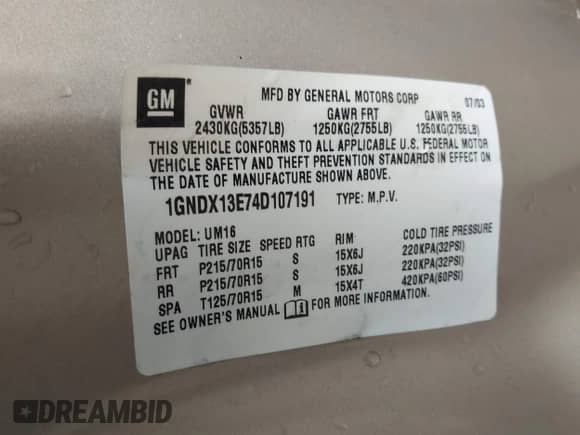 GM
MFD BY GENERAL MOTORS CORP 07/03
GVWR GAWR FRT GAWR RR
2430KG(5357LB) 1250KG(2755LB) 1250KG(2755LB)
THIS VEHICLE CONFORMS TO ALL APPLICABLE U.S. FEDERAL MOTOR
VEHICLE SAFETY AND THEFT PREVENTION STANDARDS IN EFFECT ON
THE DATE OF MANUFACTURE SHOWN ABOVE.
1GNDX13E74D107191 TYPE: M.P.V.
MODEL: UM16
UPAG TIRE SIZE SPEED RTG RIM COLD TIRE PRESSURE
FRT P215/70R15 S 15X6J 220KPA(32PSI)
RR P215/70R15 S 15X6J 220KPA(32PSI)
SPA T125/70R15 M 15X4T 420KPA(60PSI)
SEE OWNER'S MANUAL FOR MORE INFORMATION.
DREAMBID